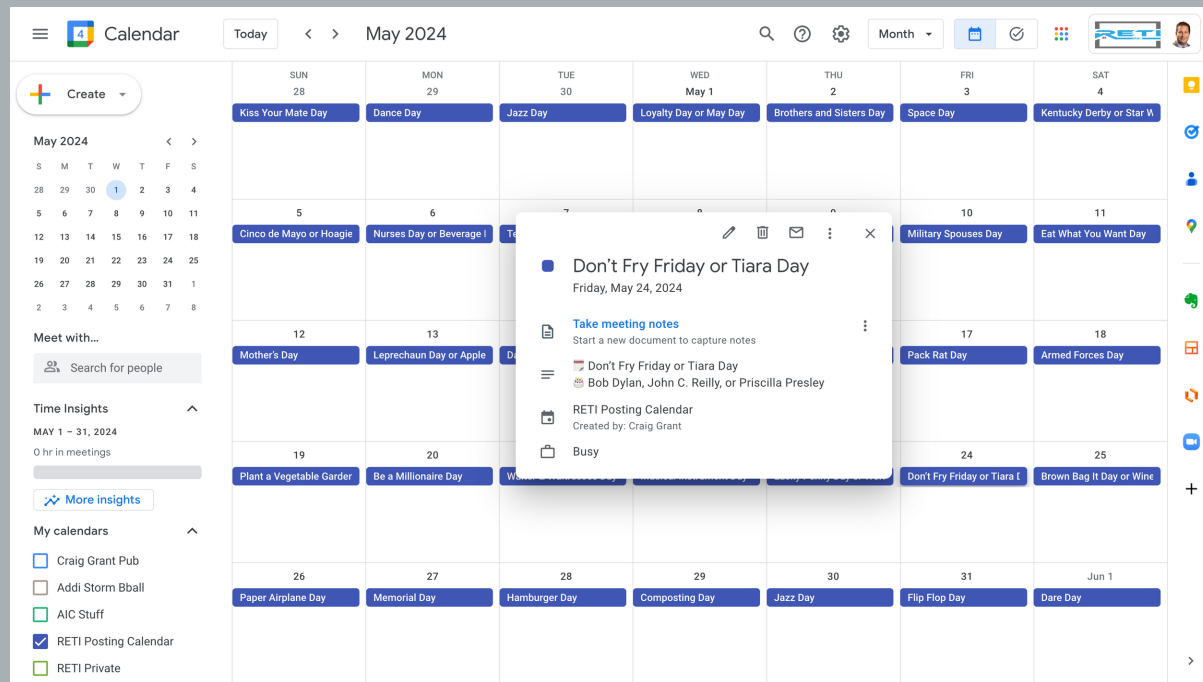 4
Calendar
Today
May 2024
Month
RETI
Create
May 2024
S M T W T F S
28 29 30 1 2 3 4
5 6 7 8 9 10 11
12 13 14 15 16 17 18
19 20 21 22 23 24 25
26 27 28 29 30 31 1
2 3 4 5 6 7 8
Meet with...
Search for people
Time Insights
MAY 1 – 31, 2024
0 hr in meetings
More insights
My calendars
Craig Grant Pub
Addi Storm Bball
AIC Stuff
RETI Posting Calendar
RETI Private
SUN MON TUE WED THU FRI SAT
28 29 30 May 1 2 3 4
Kiss Your Mate Day Dance Day Jazz Day Loyalty Day or May Day Brothers and Sisters Day Space Day Kentucky Derby or Star
5 6 10 11
Cinco de Mayo or Hoagie Nurses Day or Beverage Military Spouses Day Eat What You Want Day
12 13 17 18
Mother's Day Leprechaun Day or Apple Pack Rat Day Armed Forces Day
19 20 24 25
Plant a Vegetable Garden Be a Millionaire Day Don't Fry Friday or Tiara Brown Bag It Day or Wine
26 27 28 29 30 31 Jun 1
Paper Airplane Day Memorial Day Hamburger Day Composting Day Jazz Day Flip Flop Day Dare Day
Don't Fry Friday or Tiara Day
Friday, May 24, 2024
Take meeting notes
Start a new document to capture notes
Don't Fry Friday or Tiara Day
Bob Dylan, John C. Reilly, or Priscilla Presley
RETI Posting Calendar
Created by: Craig Grant
Busy